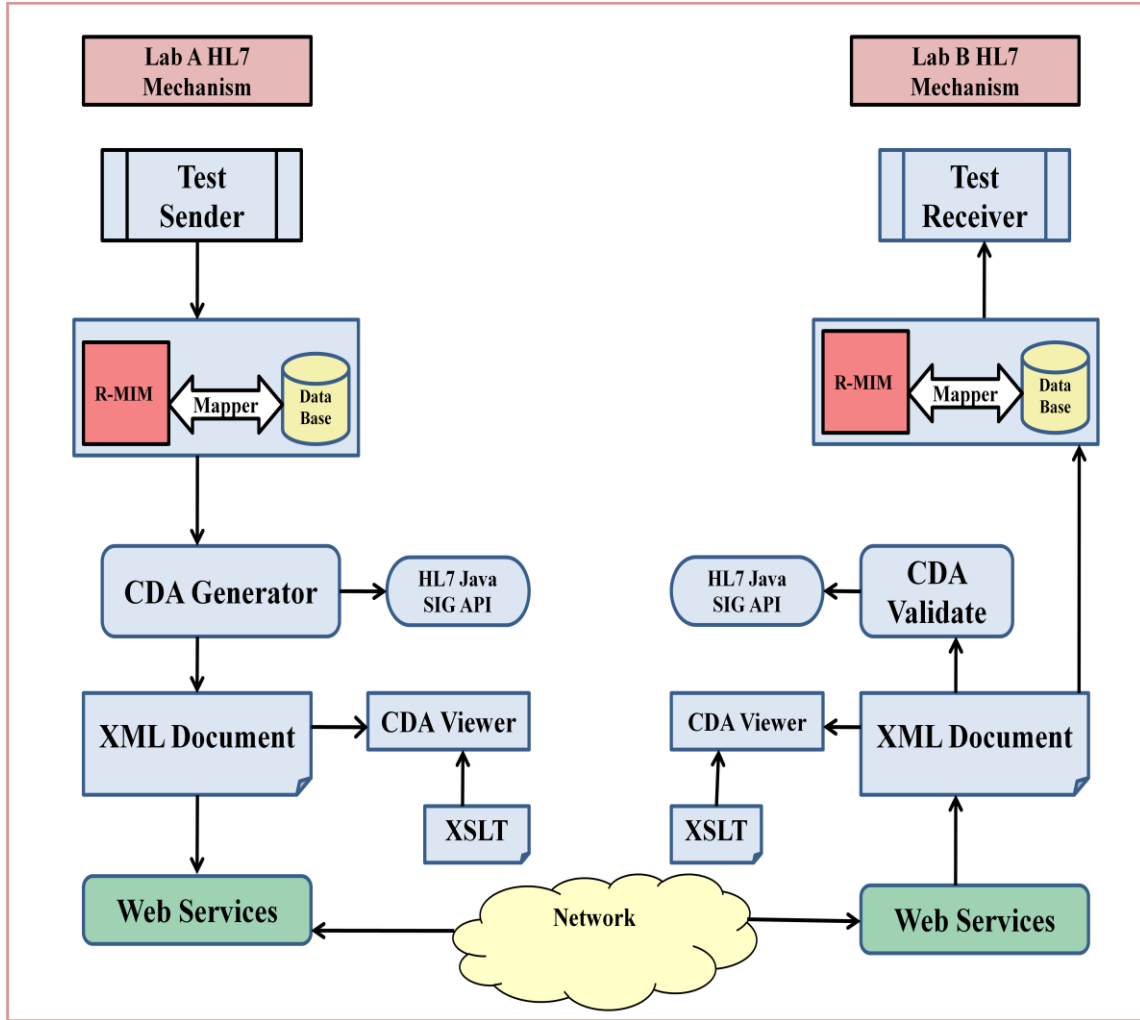 Lab A HL7
Mechanism
Lab B HL7
Mechanism
Test
Sender
Test
Receiver
R-MIM
Mapper
Data
Base
R-MIM
Mapper
Data
Base
CDA Generator
HL7 Java
SIG API
HL7 Java
SIG API
CDA
Validate
XML Document
CDA Viewer
CDA Viewer
XML Document
XSLT
XSLT
Web Services
Network
Web Services